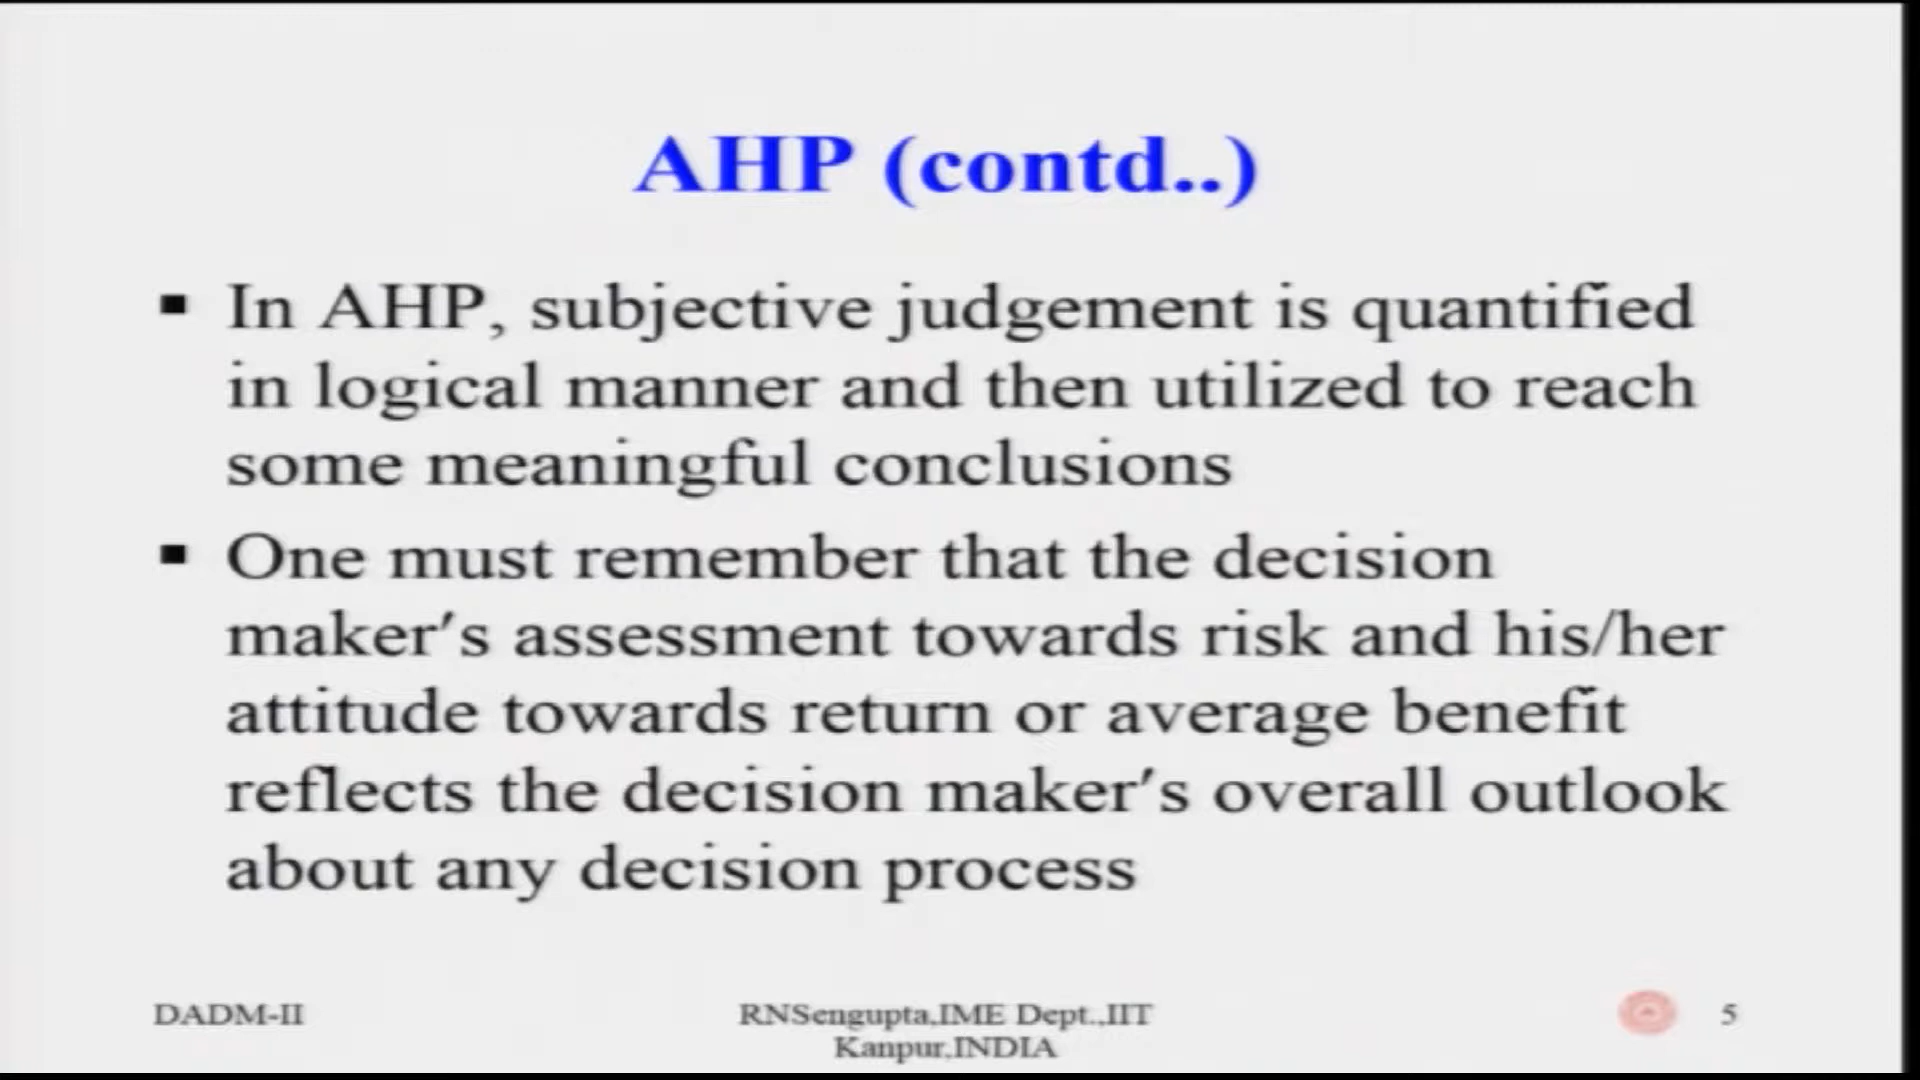 AHP (contd..)
▪ In AHP, subjective judgement is quantified
in logical manner and then utilized to reach
some meaningful conclusions
▪ One must remember that the decision
maker's assessment towards risk and his/her
attitude towards return or average benefit
reflects the decision maker's overall outlook
about any decision process
DADM-II
RNSengupta,IME Dept.,IIT
Kanpur,INDIA
5